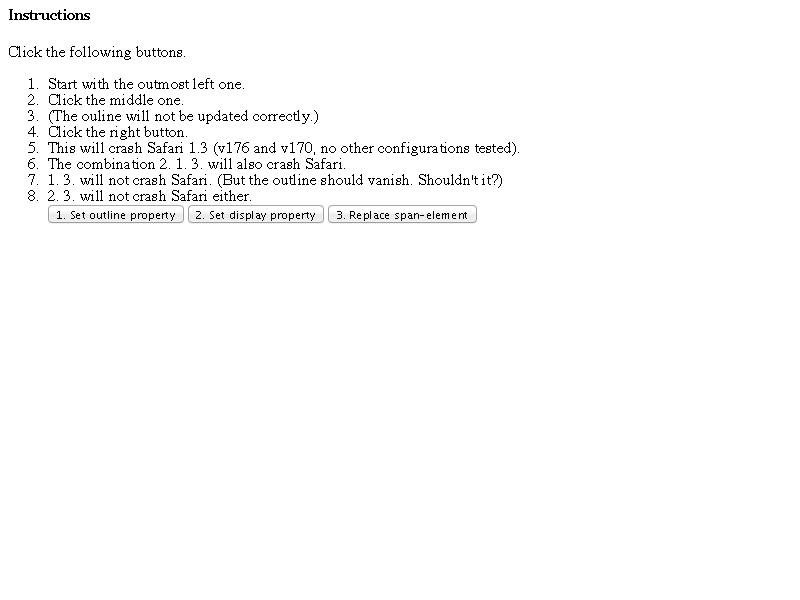 Instructions
Click the following buttons.
1. Start with the outmost left one.
2. Click the middle one.
3. (The ouline will not be updated correctly.)
4. Click the right button.
5. This will crash Safari 1.3 (v176 and v170, no other configurations tested).
6. The combination 2. 1. 3. will also crash Safari.
7. 1. 3. will not crash Safari. (But the outline should vanish. Shouldn't it?)
8. 2. 3. will not crash Safari either.
1. Set outline property 2. Set display property 3. Replace span-element